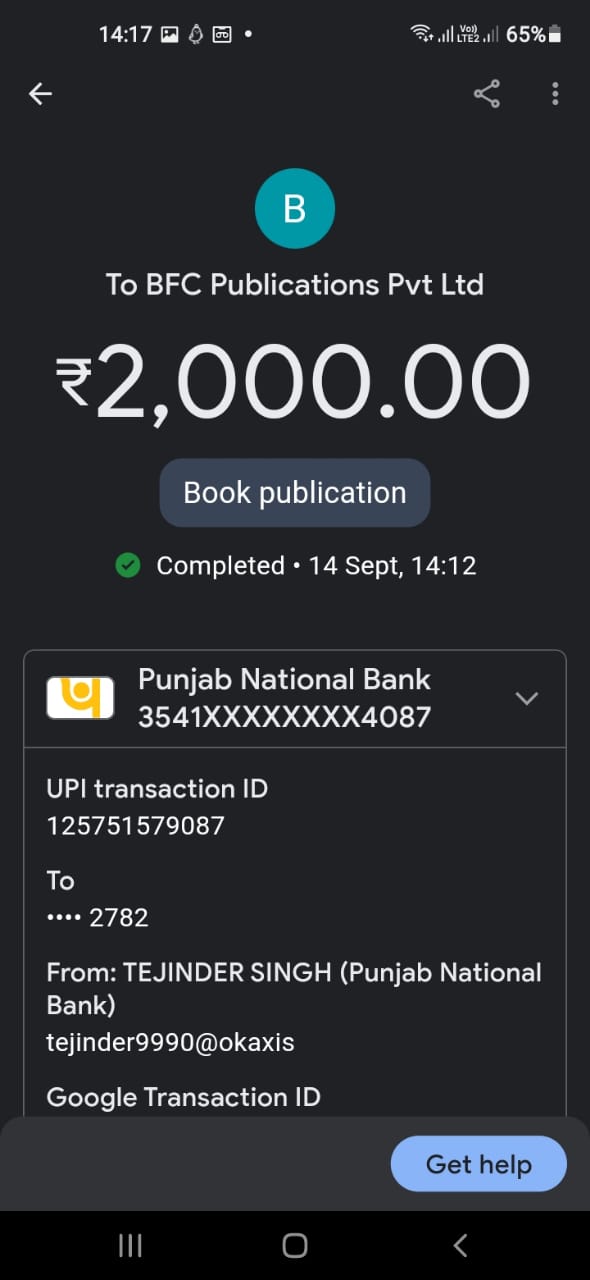 14:17
Vo)) LTE2 65%
B
To BFC Publications Pvt Ltd
₹2,000.00
Book publication
Completed • 14 Sept, 14:12
Punjab National Bank
3541XXXXXXXX4087
UPI transaction ID
125751579087
To
•••• 2782
From: TEJINDER SINGH (Punjab National
Bank)
tejinder9990@okaxis
Google Transaction ID
Get help